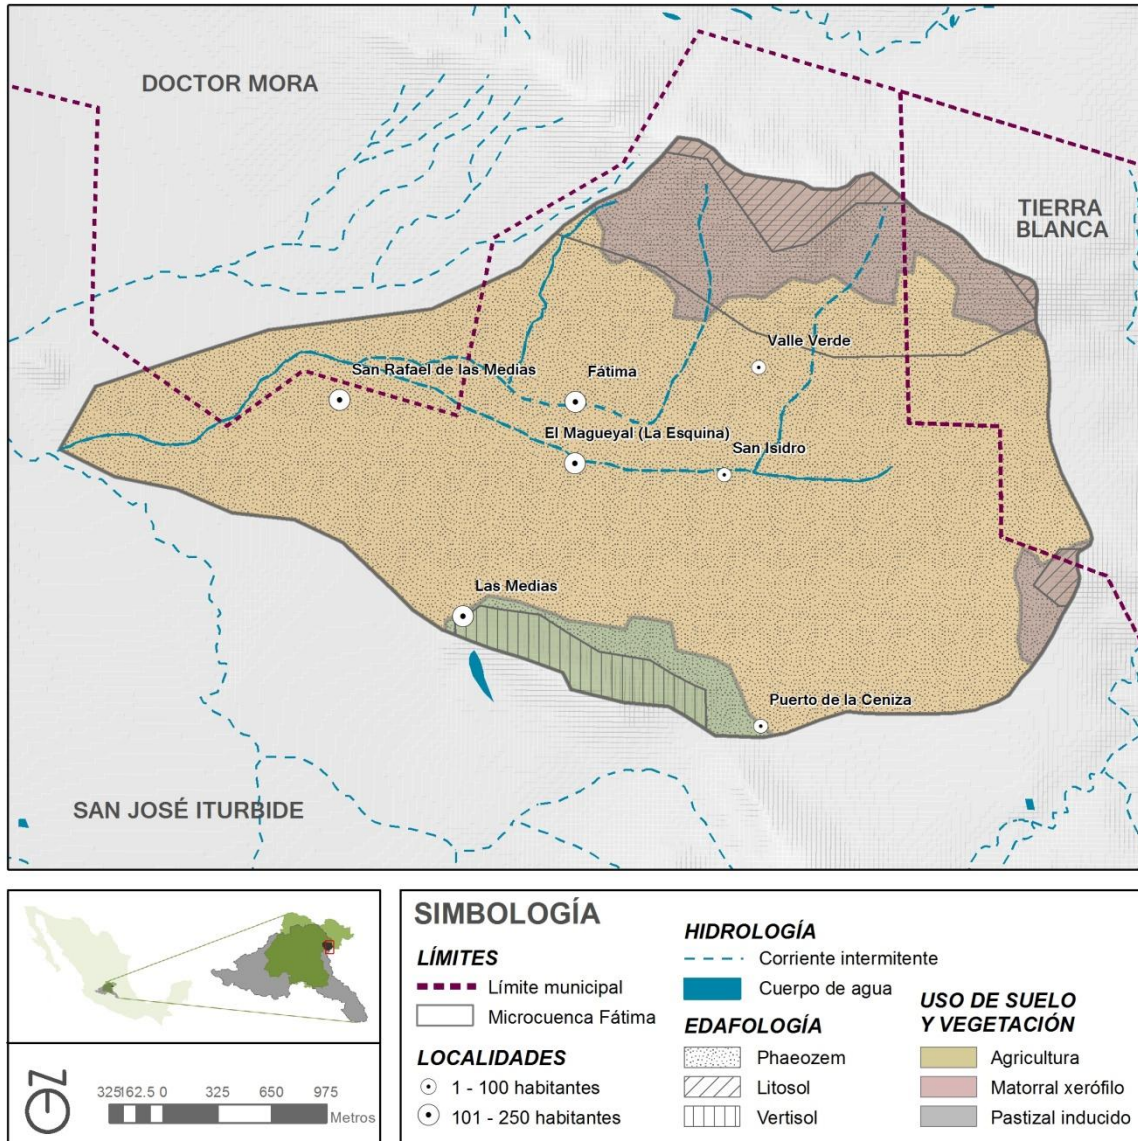 DOCTOR MORA
TIERRA
BLANCA
Valle Verde
San Rafael de las Medias
Fátima
El Magueyal (La Esquina)
San Isidro
Las Medias
Puerto de la Ceniza
SAN JOSÉ ITURBIDE
SIMBOLOGÍA
LÍMITES
Límite municipal
Microcuenca Fátima
LOCALIDADES
1 - 100 habitantes
101 - 250 habitantes
HIDROLOGÍA
Corriente intermitente
Cuerpo de agua
EDAFOLOGÍA
Phaeozem
Litosol
Vertisol
USO DE SUELO
Y VEGETACIÓN
Agricultura
Matorral xerófilo
Pastizal inducido
N
325 162.5 0 325 650 975
Metros